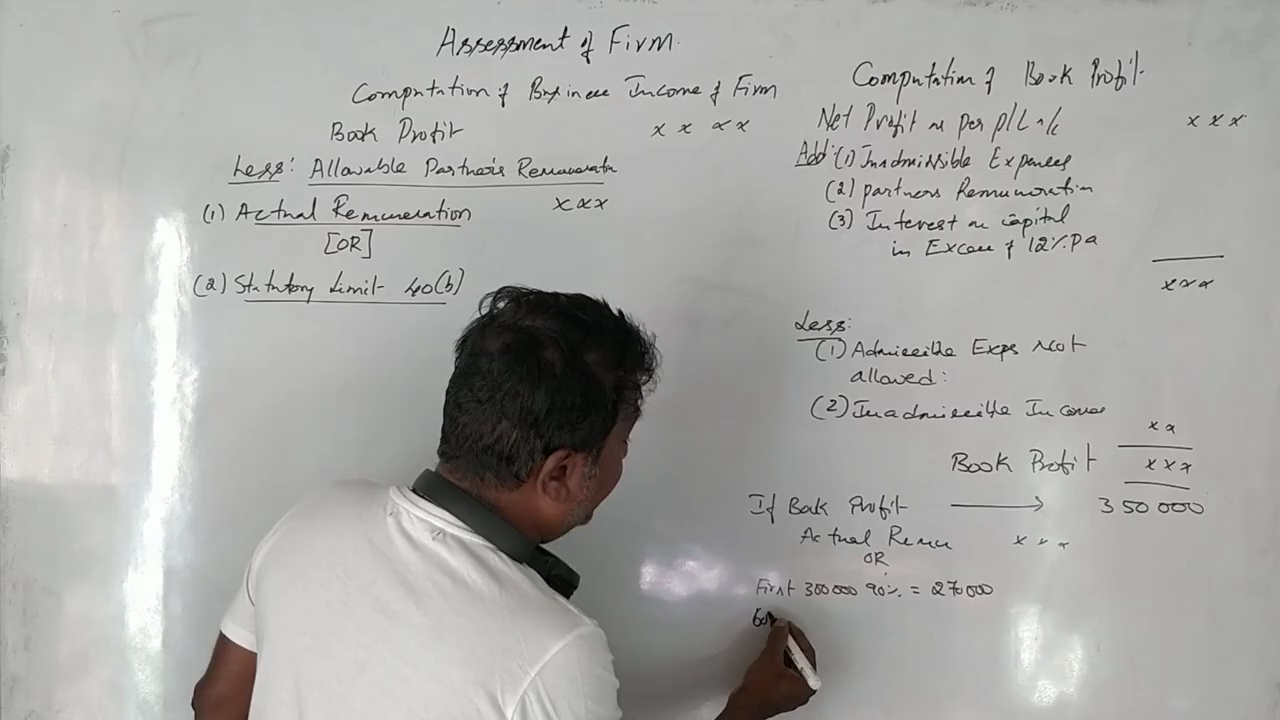 Assessment of Firm.
Computation of Business Income of Firm
Book Profit x x x x
Less: Allowable Partner's Remuneration
(1) Actual Remuneration x x x
[OR]
(2) Statutory Limit 40(b)
Computation of Book Profit
Net Profit as per P/L a/c x x x
Add: (1) Inadmissible Expenses
(2) partners Remuneration
(3) Interest on capital
in Excess of 12% Pa
x x x
Less:
(1) Admissible Exps Not
allowed:
(2) Inadmissible Incomes
x x
Book Profit x x x
If Book Profit → 350000
Actual Remu x x x
OR
First 300000 90% = 270000